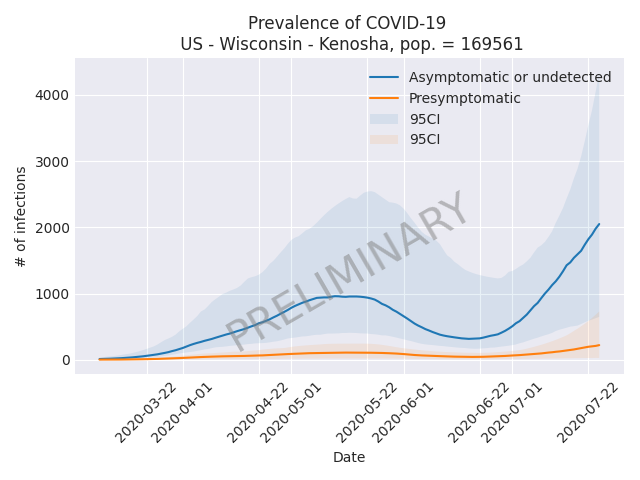 Prevalence of COVID-19
US - Wisconsin - Kenosha, pop. = 169561
Asymptomatic or undetected
Presymptomatic
95CI
95CI
# of infections
4000
3000
2000
1000
0
PRELIMINARY
2020-03-22
2020-04-01
2020-04-22
2020-05-01
2020-05-22
2020-06-01
2020-06-22
2020-07-01
2020-07-22
Date